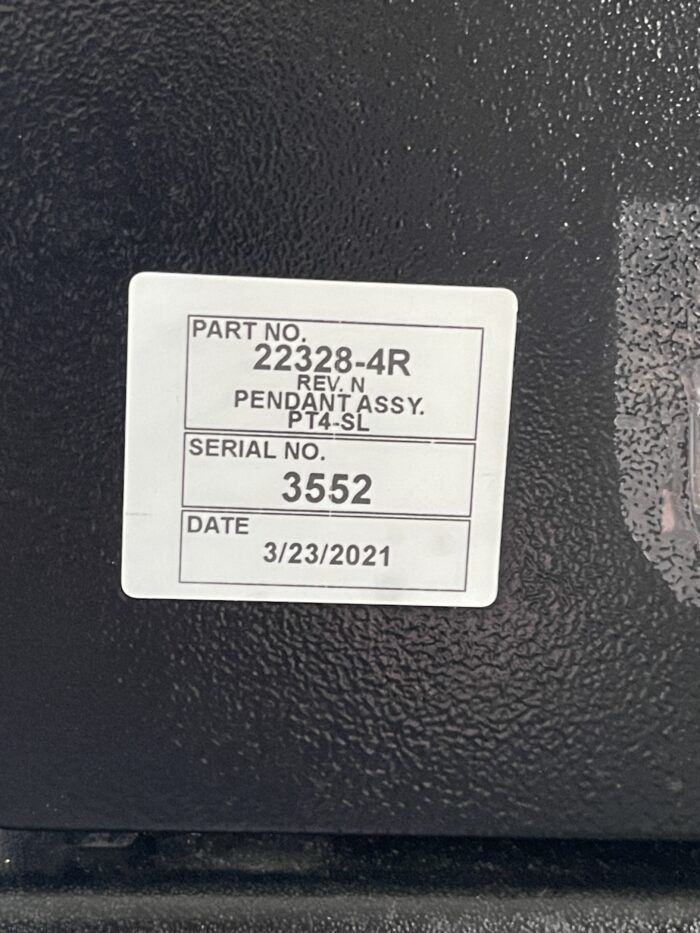 PART NO.
22328-4R
REV. N
PENDANT ASSY.
PT4-SL
SERIAL NO.
3552
DATE
3/23/2021